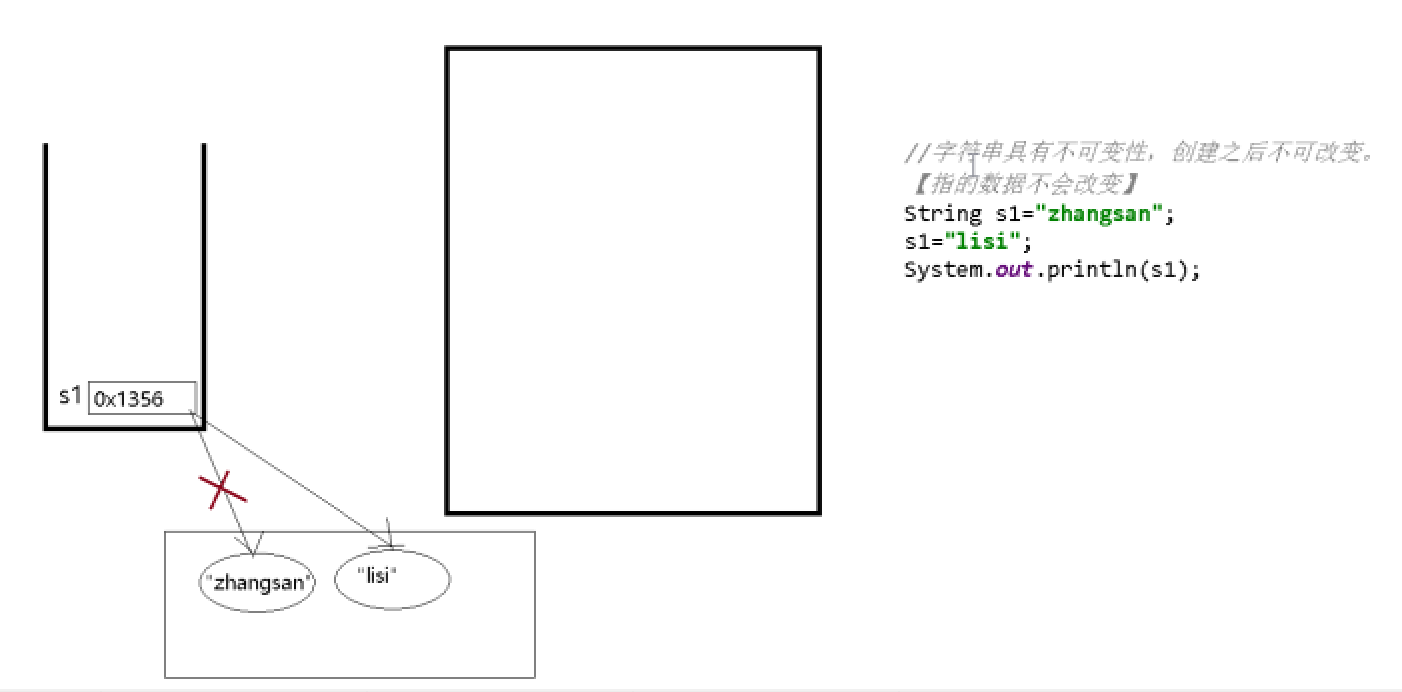 //字符串具有不可变性，创建之后不可改变。
【指的数据不会改变】
String s1="zhangsan";
s1="lisi";
System.out.println(s1);
s1 0x1356
"zhangsan"
"lisi"